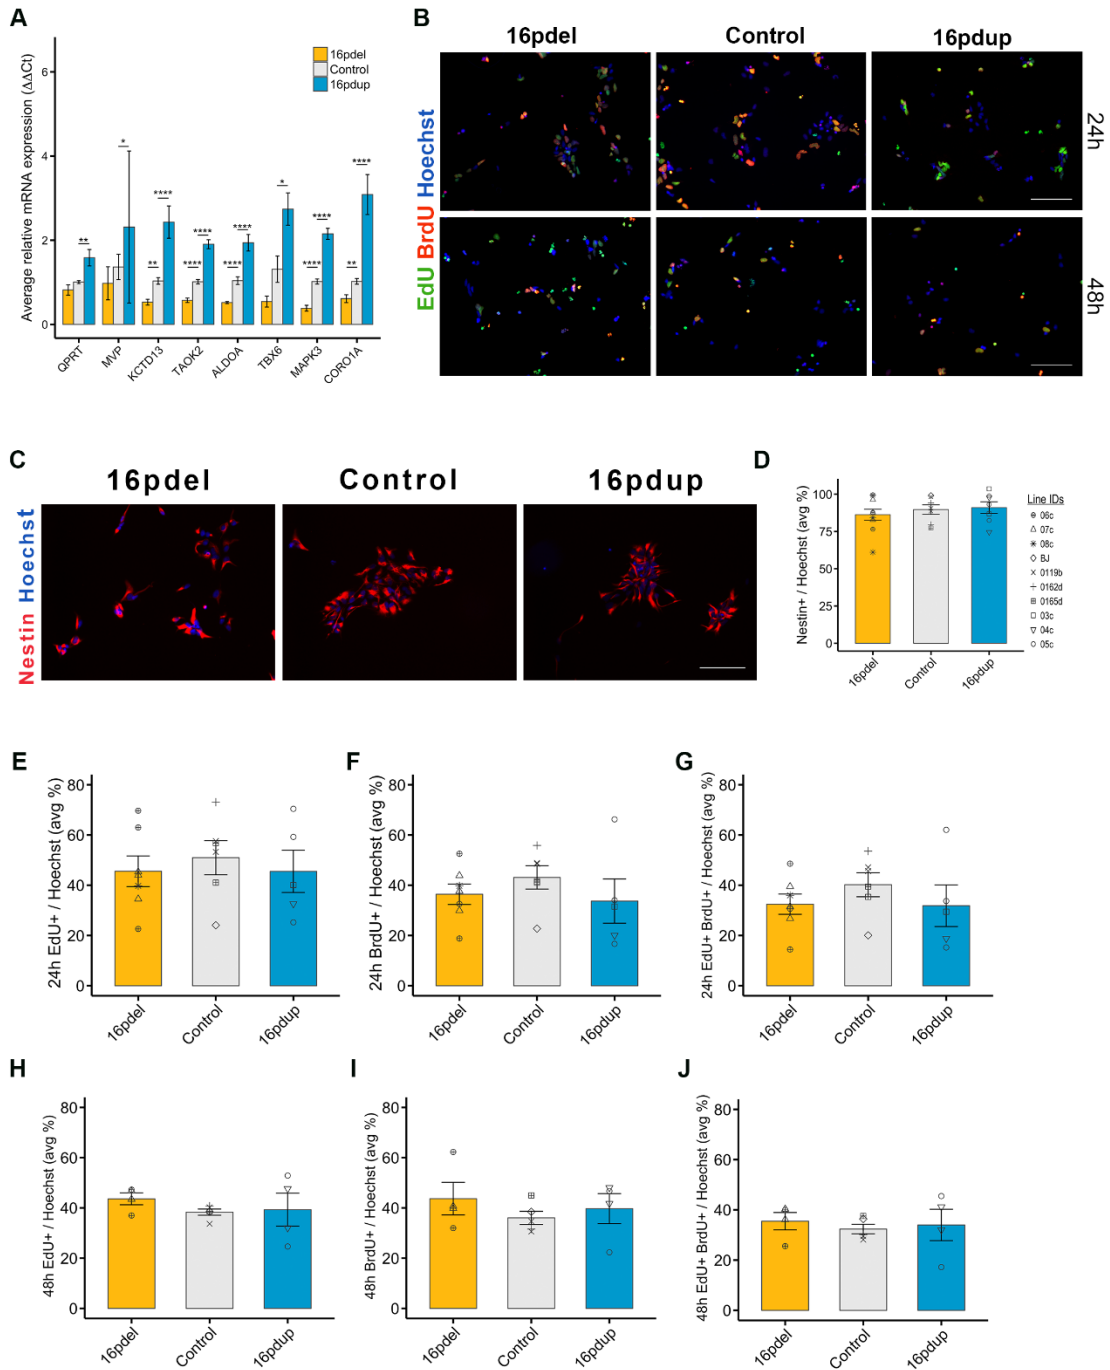 A
Average relative mRNA expression (ΔΔCt)
6
4
2
0
16pdel
Control
16pdup
**
*
**
****
****
****
****
****
*
****
****
**
****
QPRT
MVP
KCTD13
TAOK2
ALDOA
TBX6
MAPK3
CORO1A
B
16pdel
Control
16pdup
EdU BrdU Hoechst
24h
48h
C
16pdel
Control
16pdup
Nestin Hoechst
D
Nestin+ / Hoechst (avg %)
100
75
50
25
0
16pdel
Control
16pdup
Line IDs
06c
07c
08c
BJ
0119b
0162d
0165d
03c
04c
05c
E
24h EdU+ / Hoechst (avg %)
80
60
40
20
0
16pdel
Control
16pdup
F
24h BrdU+ / Hoechst (avg %)
80
60
40
20
0
16pdel
Control
16pdup
G
24h EdU+ BrdU+ / Hoechst (avg %)
80
60
40
20
0
16pdel
Control
16pdup
H
48h EdU+ / Hoechst (avg %)
80
60
40
20
0
16pdel
Control
16pdup
I
48h BrdU+ / Hoechst (avg %)
80
60
40
20
0
16pdel
Control
16pdup
J
48h EdU+ BrdU+ / Hoechst (avg %)
80
60
40
20
0
16pdel
Control
16pdup